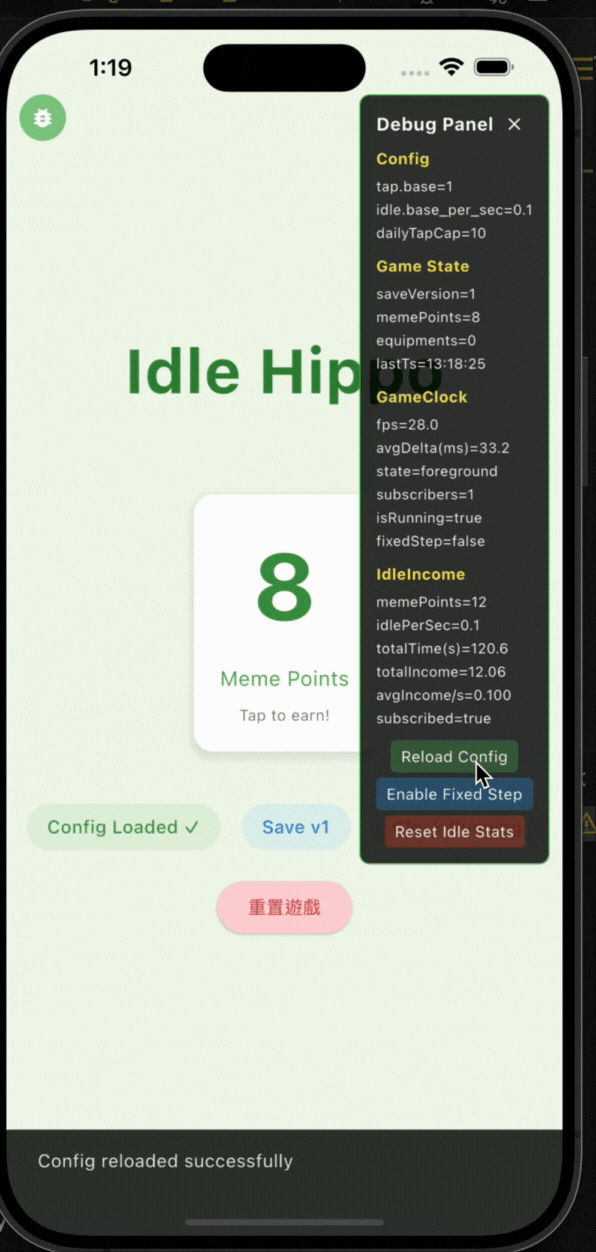 1:19
Debug Panel ×
Config
tap.base=1
idle.base_per_sec=0.1
dailyTapCap=10
Game State
saveVersion=1
memePoints=8
equipments=0
lastTs=13:18:25
Idle Hippo
GameClock
fps=28.0
avgDelta(ms)=33.2
state=foreground
subscribers=1
isRunning=true
fixedStep=false
IdleIncome
memePoints=12
idlePerSec=0.1
totalTime(s)=120.6
totalIncome=12.06
avgIncome/s=0.100
subscribed=true
Reload Config
Enable Fixed Step
Reset Idle Stats
8
Meme Points
Tap to earn!
Config Loaded ✓
Save v1
重置遊戲
Config reloaded successfully